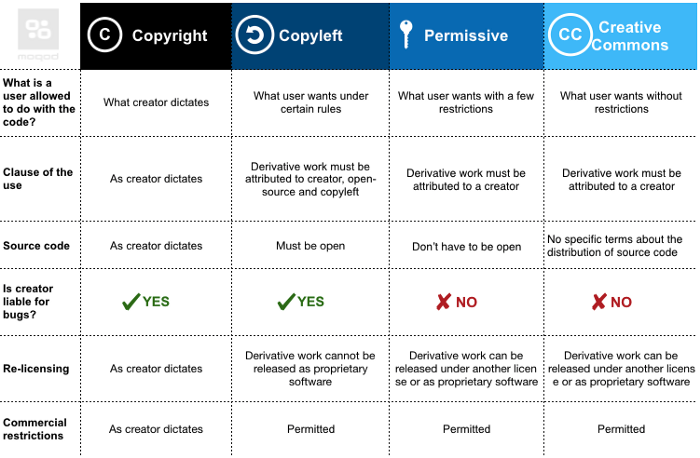 moqod
C Copyright
Copyleft
Permissive
CC Creative
Commons
What is a
user allowed
to do with the
code?
What creator dictates
What user wants under
certain rules
What user wants with a few
restrictions
What user wants without
restrictions
Clause of the
use
As creator dictates
Derivative work must be
attributed to creator, open-
source and copyleft
Derivative work must be
attributed to a creator
Derivative work must be
attributed to a creator
Source code
As creator dictates
Must be open
Don't have to be open
No specific terms about the
distribution of source code
Is creator
liable for
bugs?
YES
YES
NO
NO
Re-licensing
As creator dictates
Derivative work cannot be
released as proprietary
software
Derivative work can be
released under another licen
se or as proprietary software
Derivative work can be
released under another licens
e or as proprietary software
Commercial
restrictions
As creator dictates
Permitted
Permitted
Permitted